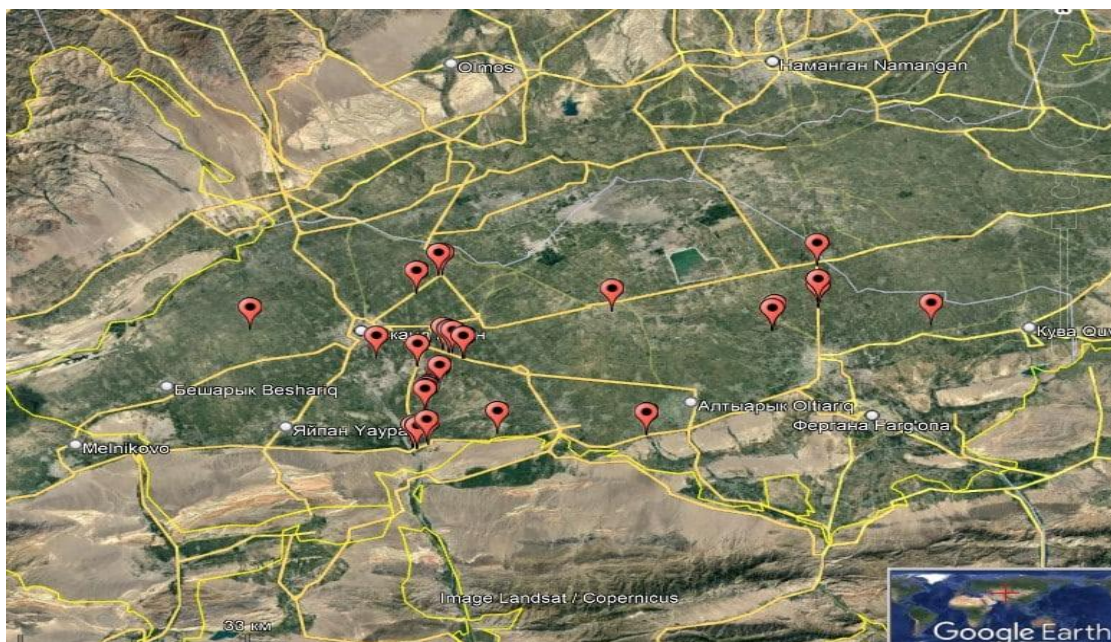 Olmos
Наманган Namangan
Кува Quv
Бешарык Beshariq
Алтыарык Oltiariq
Яйпан Yaypa
Фергана Farg'ona
Melnikovo
Image Landsat / Copernicus
33 км
Google Earth